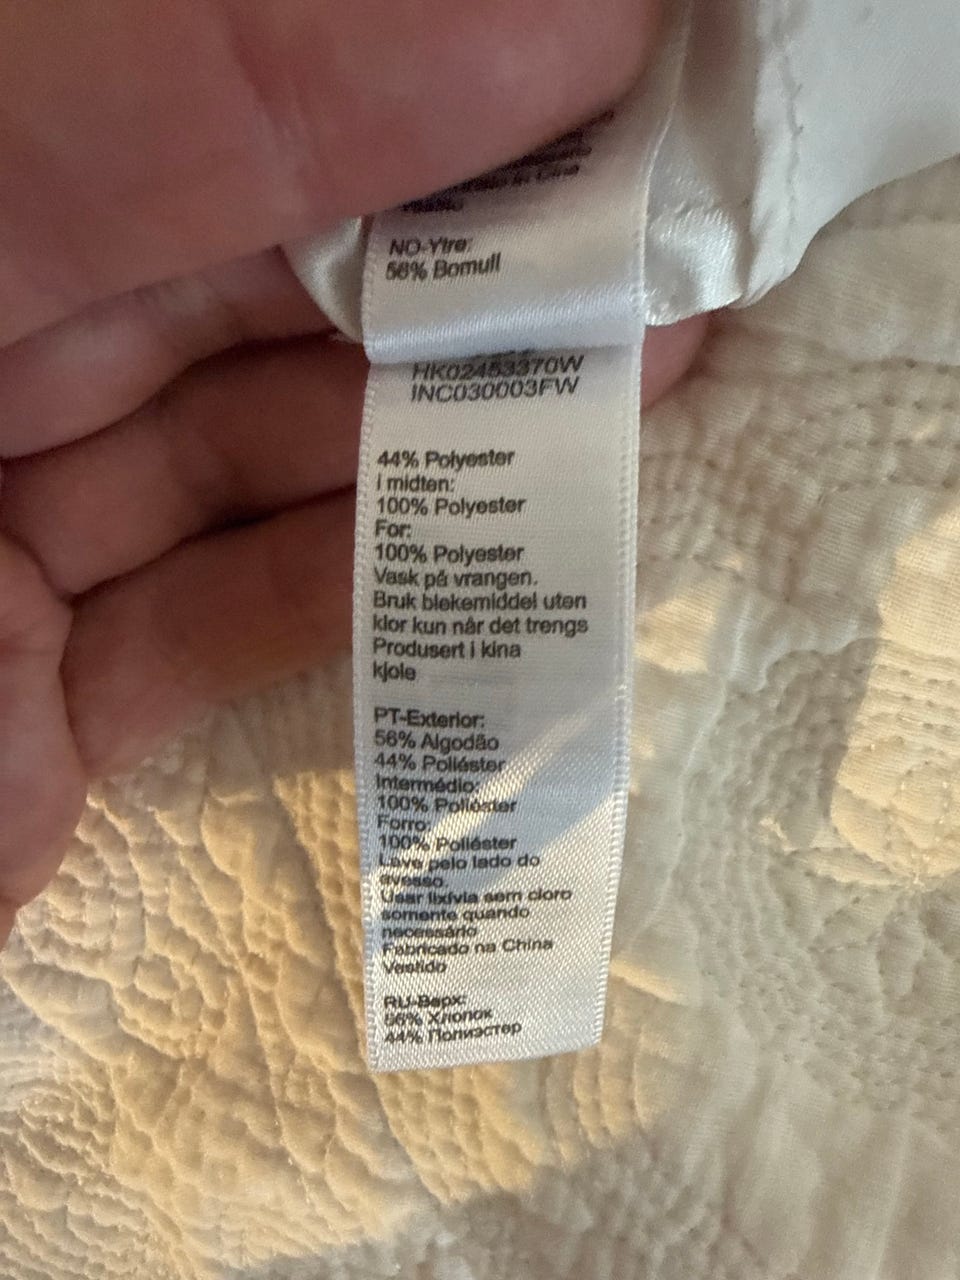 NO-Ytre:
56% Bomull
HK02453370W
INC030003FW
44% Polyester
I midten:
100% Polyester
For:
100% Polyester
Vask på vrangen.
Bruk blekemiddel uten
klor kun når det trengs
Produsert i kina
kjole
PT-Exterior:
56% Algodão
44% Poliéster
Intermédio:
100% Poliéster
Forro:
100% Poliéster
Lave pelo lado do
avesso.
Usar lixívia sem cloro
somente quando
necessário
Fabricado na China
Vestido
RU-Верх:
56% Хлопок
44% Полиэстер